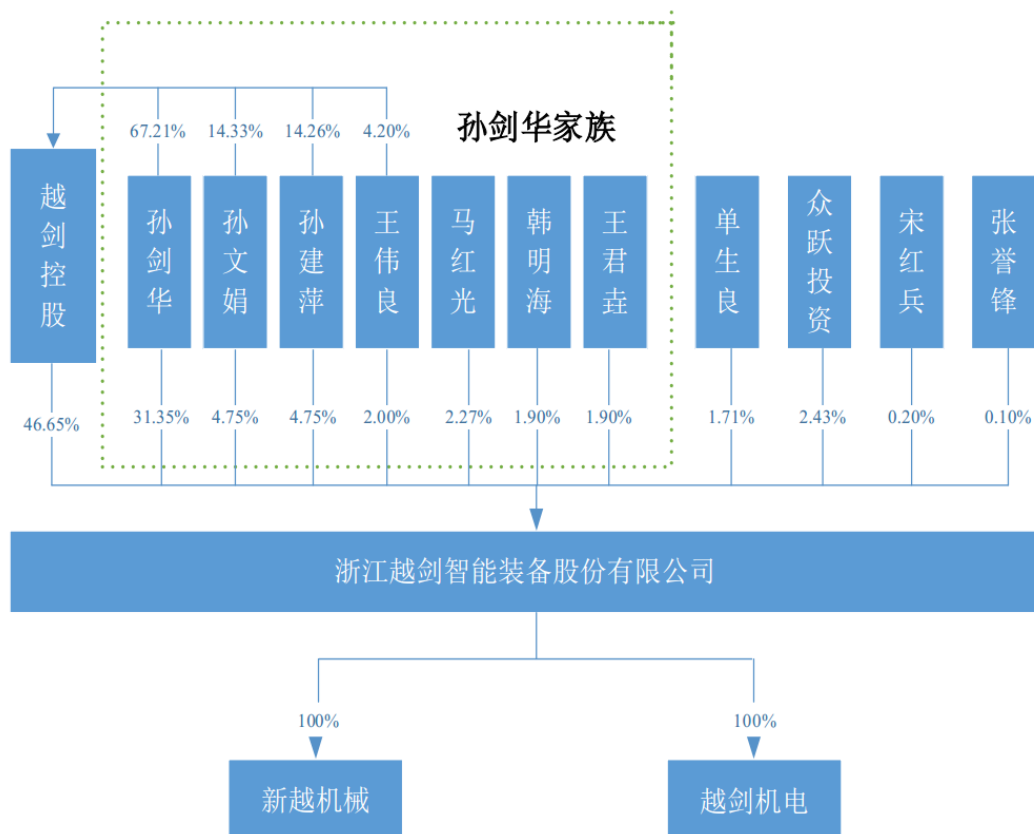 孙剑华家族
67.21%
14.33%
14.26%
4.20%
越剑控股
孙剑华
孙文娟
孙建萍
王伟良
马红光
韩明海
王君垚
单生良
众跃投资
宋红兵
张誉锋
46.65%
31.35%
4.75%
4.75%
2.00%
2.27%
1.90%
1.90%
1.71%
2.43%
0.20%
0.10%
浙江越剑智能装备股份有限公司
100%
100%
新越机械
越剑机电